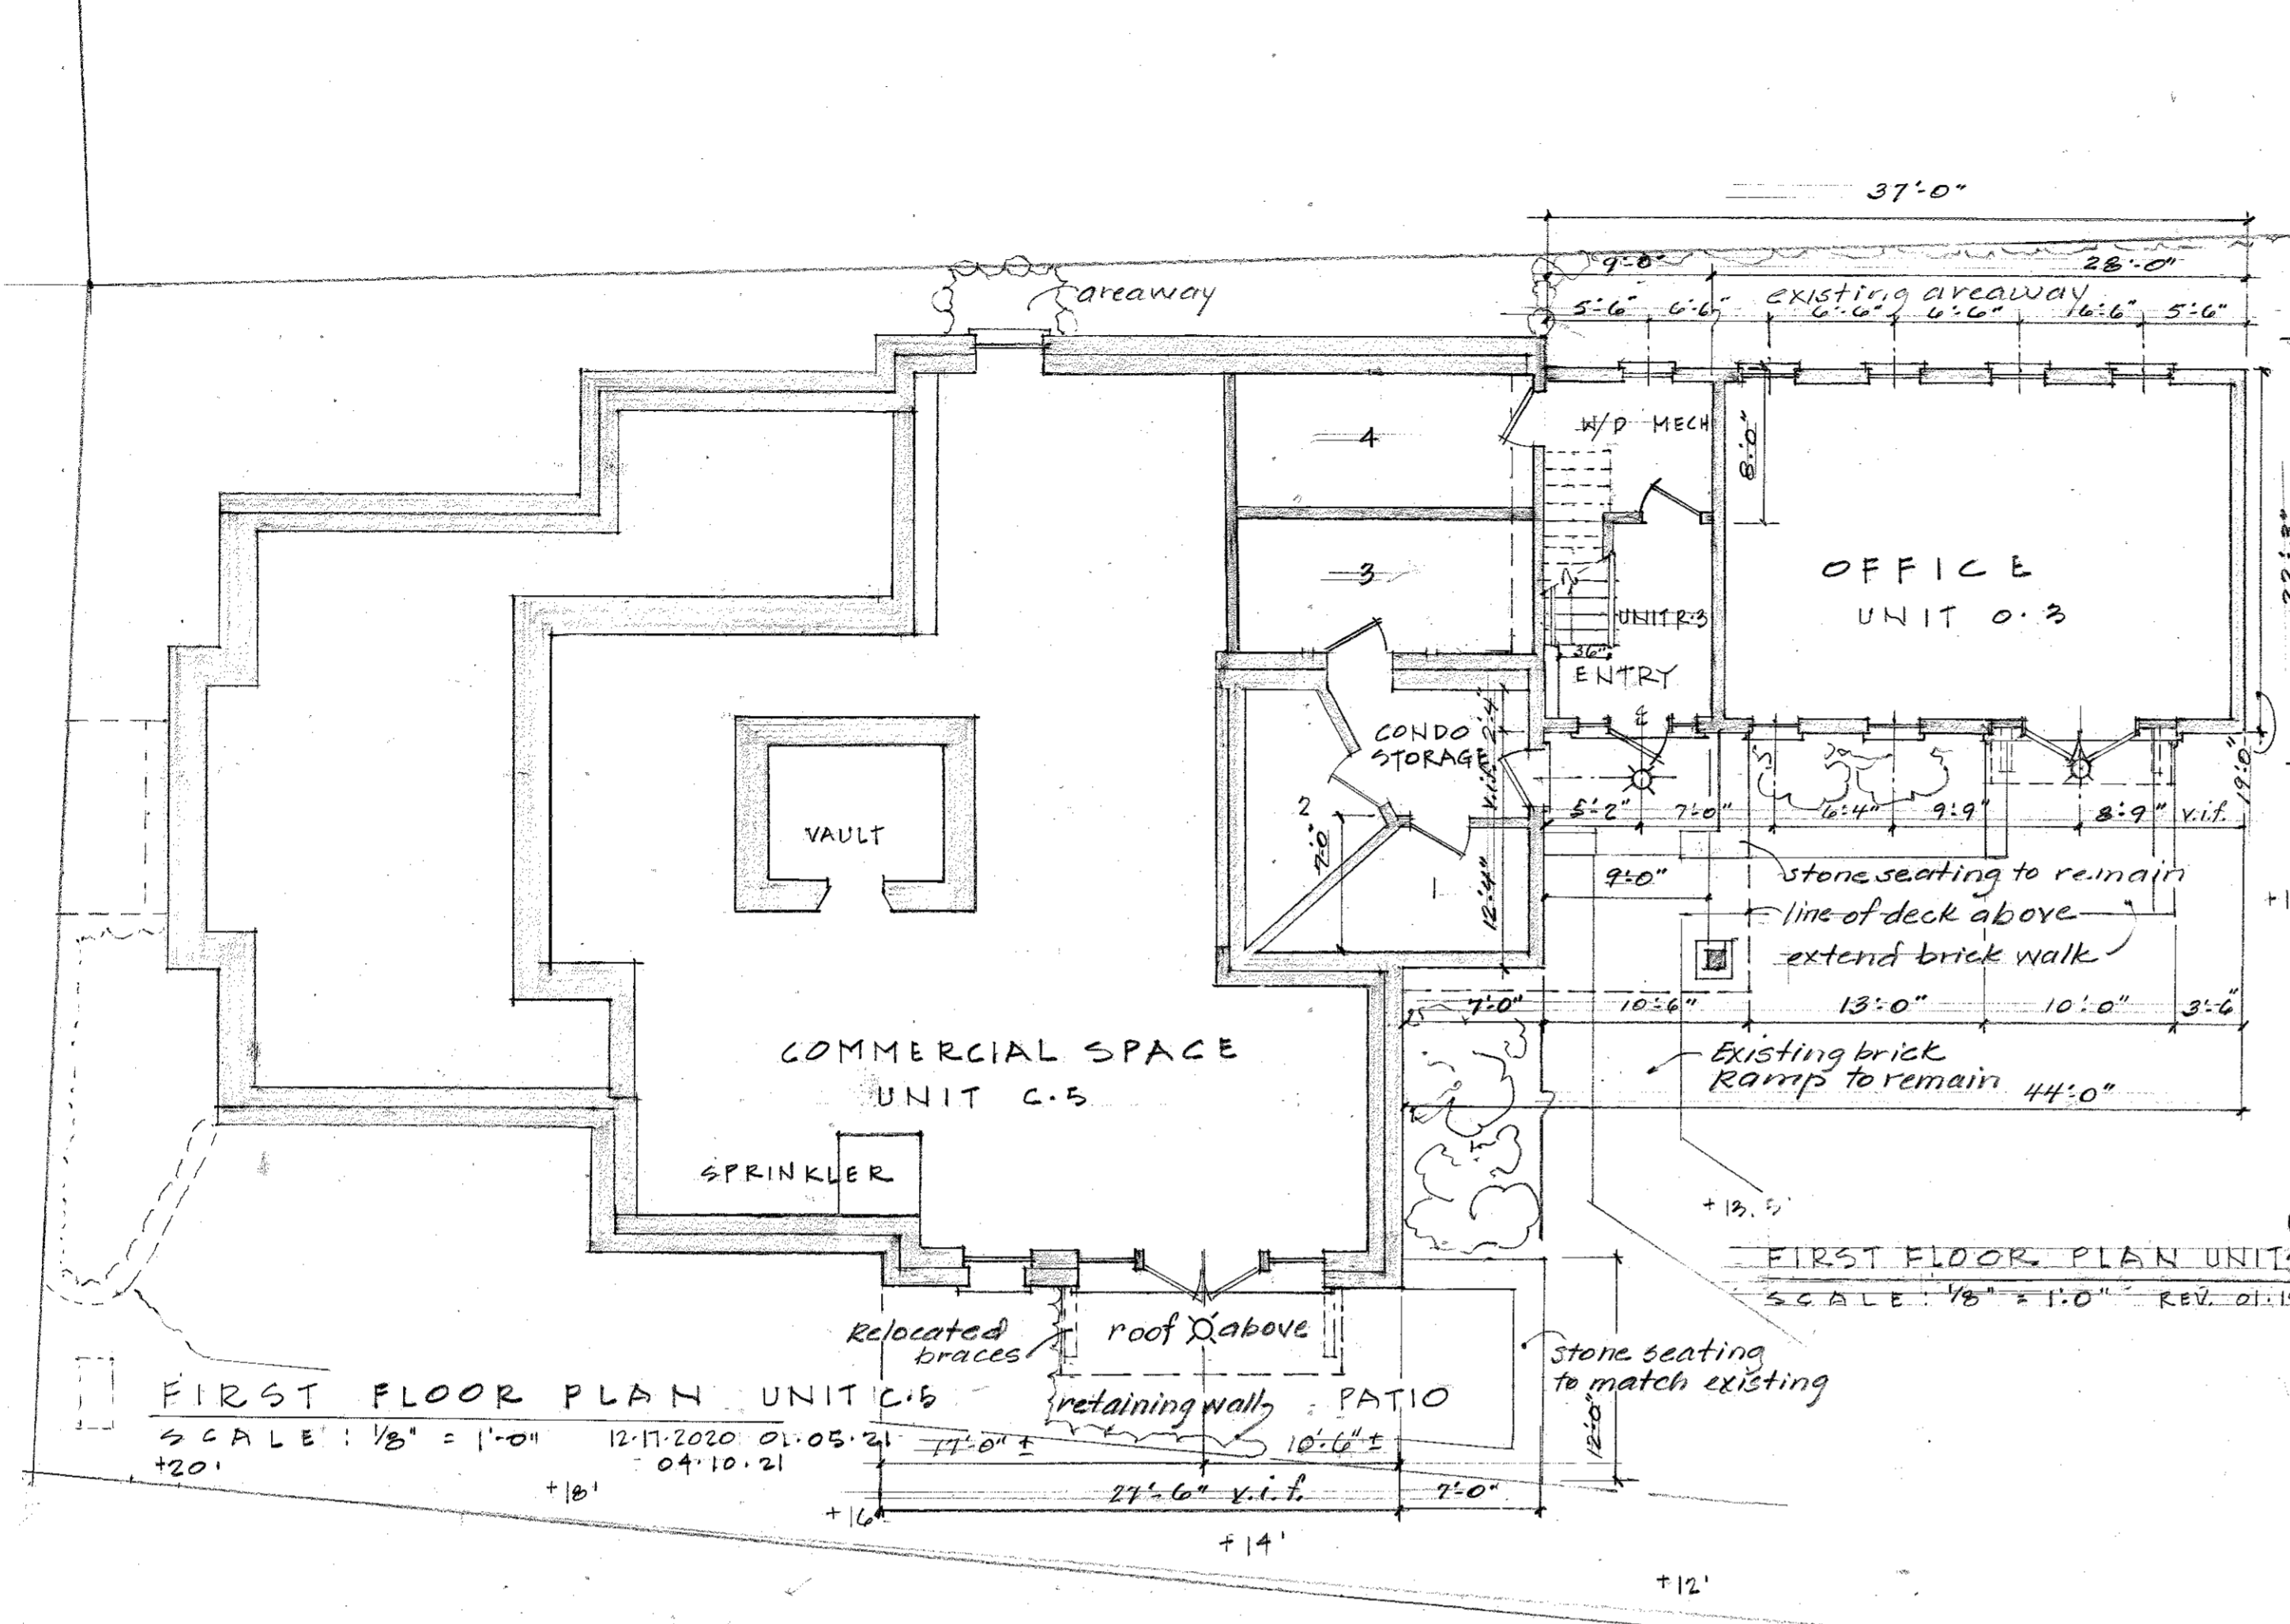 37'-0"
9'-0"
28'-0"
areaway
existing areaway
5'-6" 6'-6" 6'-6" 6'-6" 6'-6" 5'-6"
W/D MECH
4
8'-0"
3
OFFICE
UNIT O.3
UNIT R.3
36"
ENTRY
CONDO
STORAGE
2'-4"
v.i.f.
12'-4"
2
7'-0"
1
VAULT
5'-2" 7'-0" 6'-4" 9'-9" 8'-9" v.i.f.
19'-0"
9'-0"
stone seating to remain
line of deck above
extend brick walk
7'-0" 10'-6" 13'-0" 10'-0" 3'-6"
COMMERCIAL SPACE
UNIT C.5
Existing brick
Ramp to remain
44'-0"
SPRINKLER
+13.5'
FIRST FLOOR PLAN UNIT
SCALE: 1/8" = 1'-0" REV. 01.1
Relocated
braces
roof above
stone seating
to match existing
FIRST FLOOR PLAN UNIT C.5
SCALE: 1/8" = 1'-0" 12.17.2020 01.05.21
04.10.21
retaining wall
PATIO
17'-0" ±
10'-6" ±
12'-0"
+20'
+18'
+16'
27'-6" v.i.f.
7'-0"
+14'
+12'